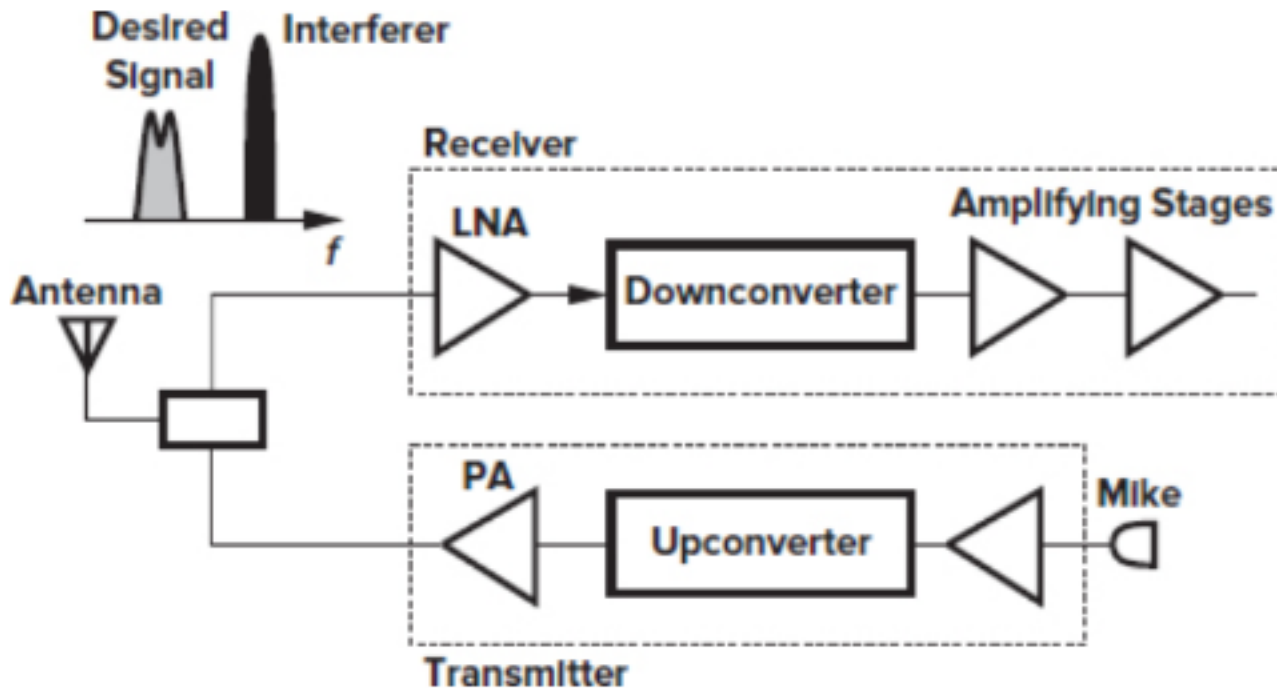 Desired
Signal
Interferer
f
Receiver
LNA
Downconverter
Amplifying Stages
Antenna
PA
Upconverter
Mike
Transmitter